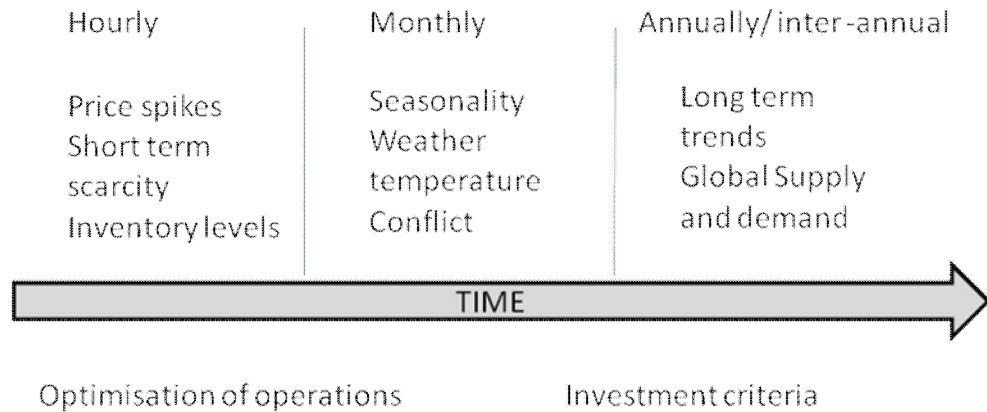 Hourly
Monthly
Annually/inter-annual
Price spikes
Short term
scarcity
Inventory levels
Seasonality
Weather
temperature
Conflict
Long term
trends
Global Supply
and demand
TIME
Optimisation of operations
Investment criteria